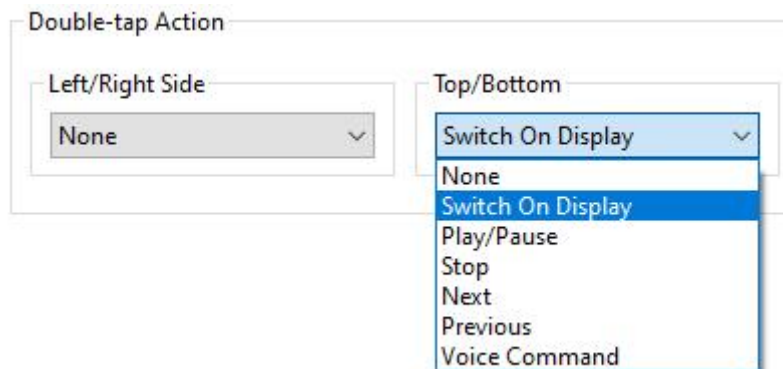 Double-tap Action
Left/Right Side
None
Top/Bottom
Switch On Display
None
Switch On Display
Play/Pause
Stop
Next
Previous
Voice Command